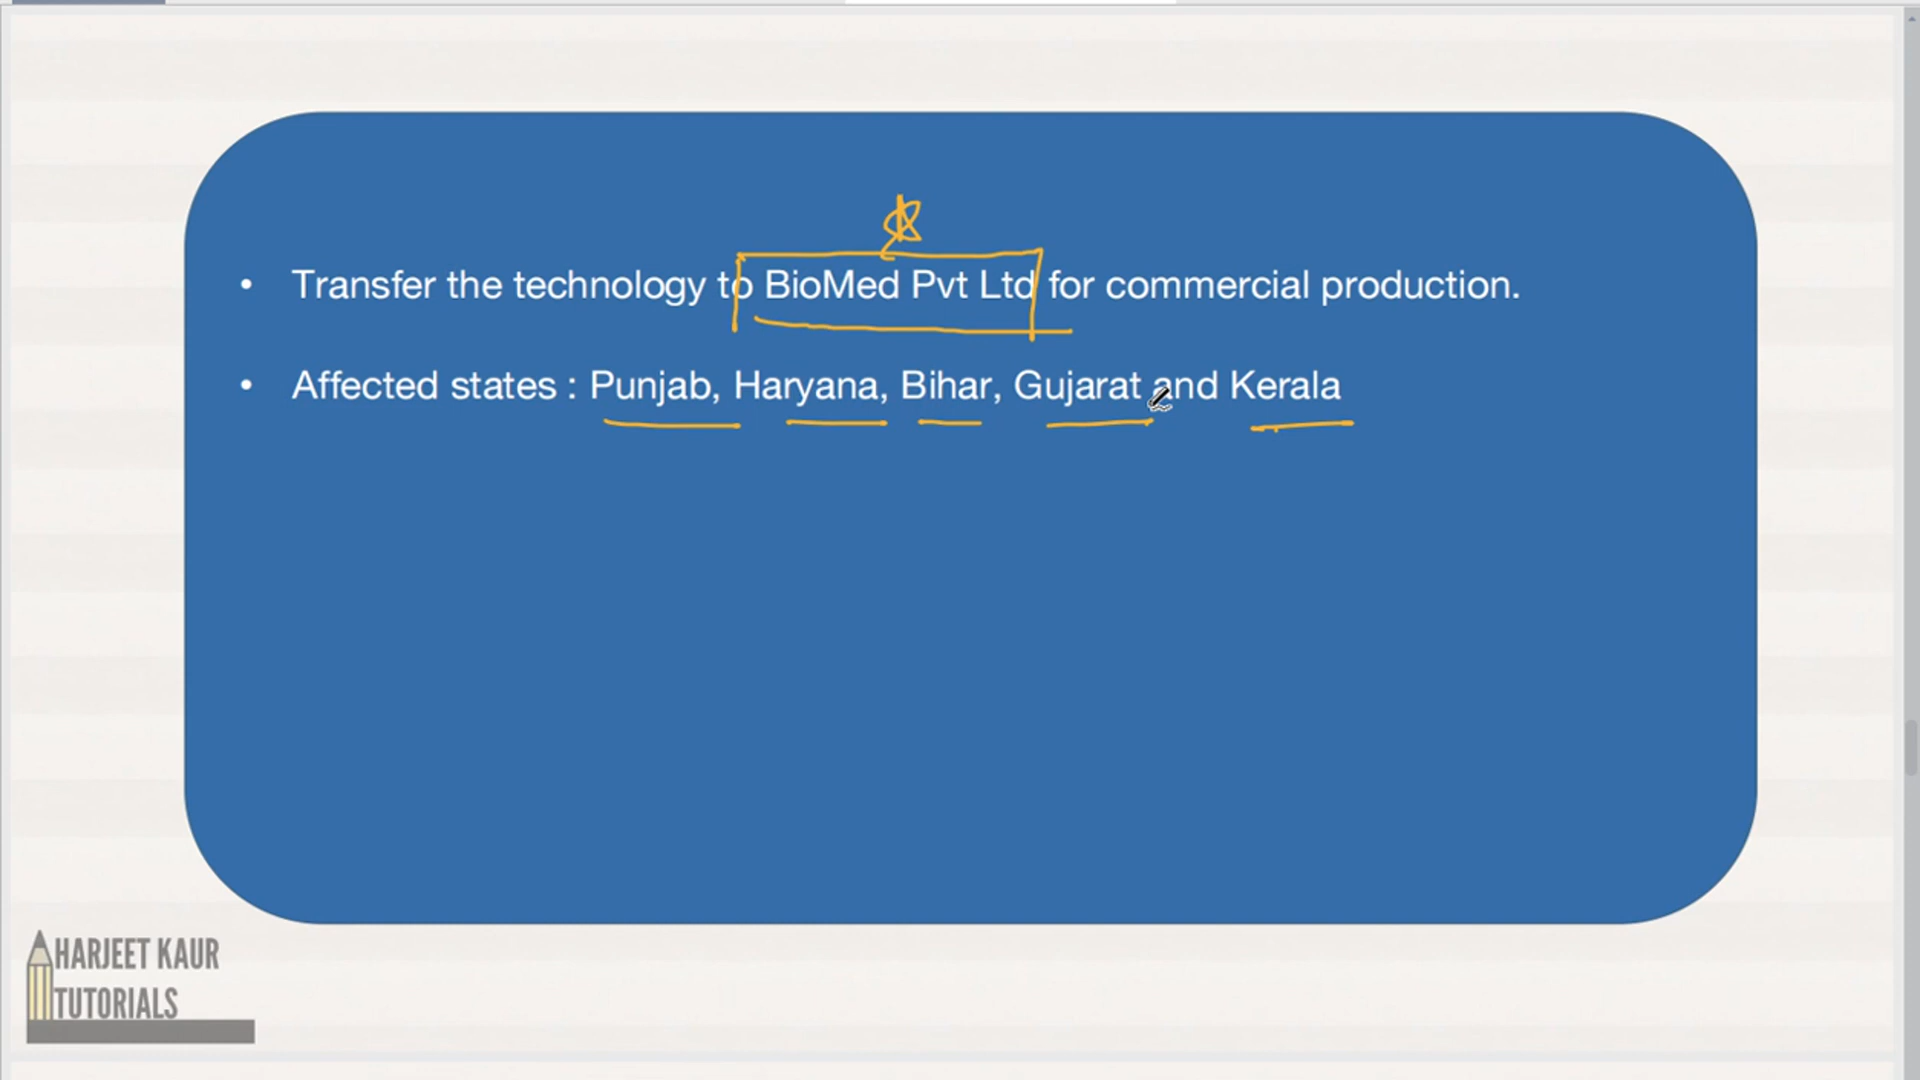 • Transfer the technology to BioMed Pvt Ltd for commercial production.
• Affected states : Punjab, Haryana, Bihar, Gujarat and Kerala
HARJEET KAUR
TUTORIALS